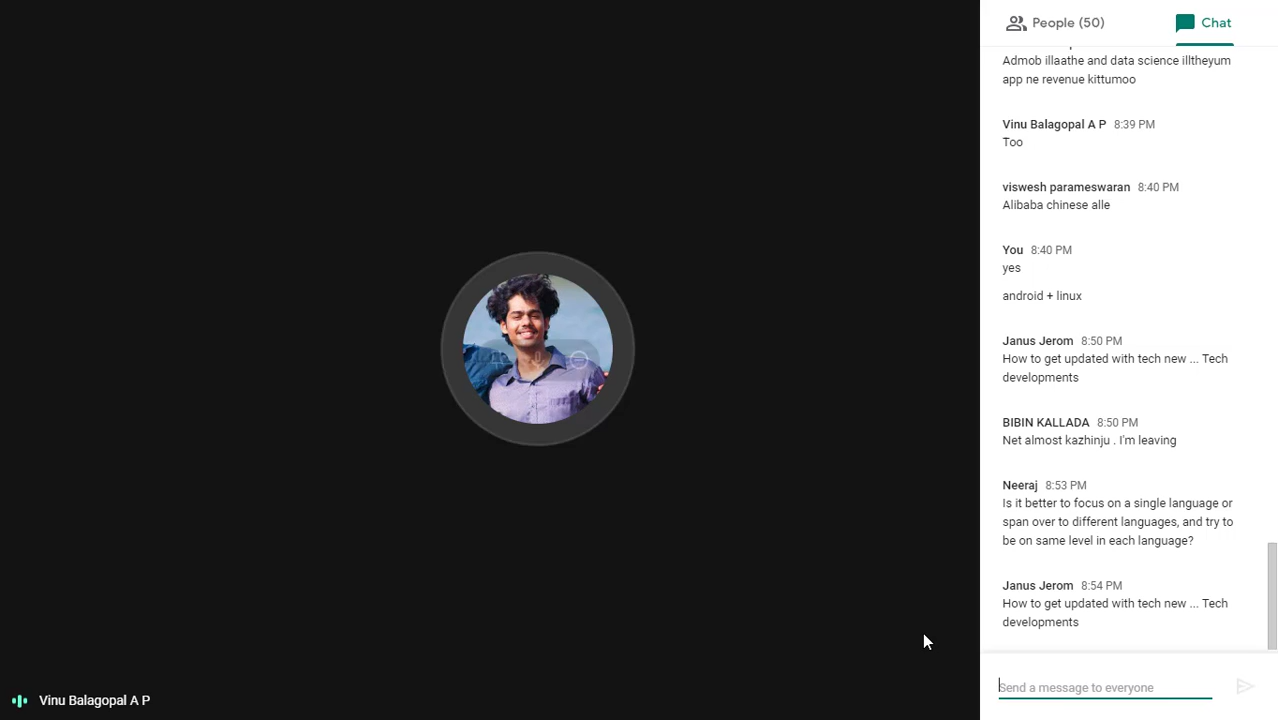 People (50)
Chat
Admob illaathe and data science illtheyum
app ne revenue kittumoo
Vinu Balagopal A P 8:39 PM
Too
viswesh parameswaran 8:40 PM
Alibaba chinese alle
You 8:40 PM
yes
android + linux
Janus Jerom 8:50 PM
How to get updated with tech new ... Tech
developments
BIBIN KALLADA 8:50 PM
Net almost kazhinju . I'm leaving
Neeraj 8:53 PM
Is it better to focus on a single language or
span over to different languages, and try to
be on same level in each language?
Janus Jerom 8:54 PM
How to get updated with tech new ... Tech
developments
Send a message to everyone
Vinu Balagopal A P